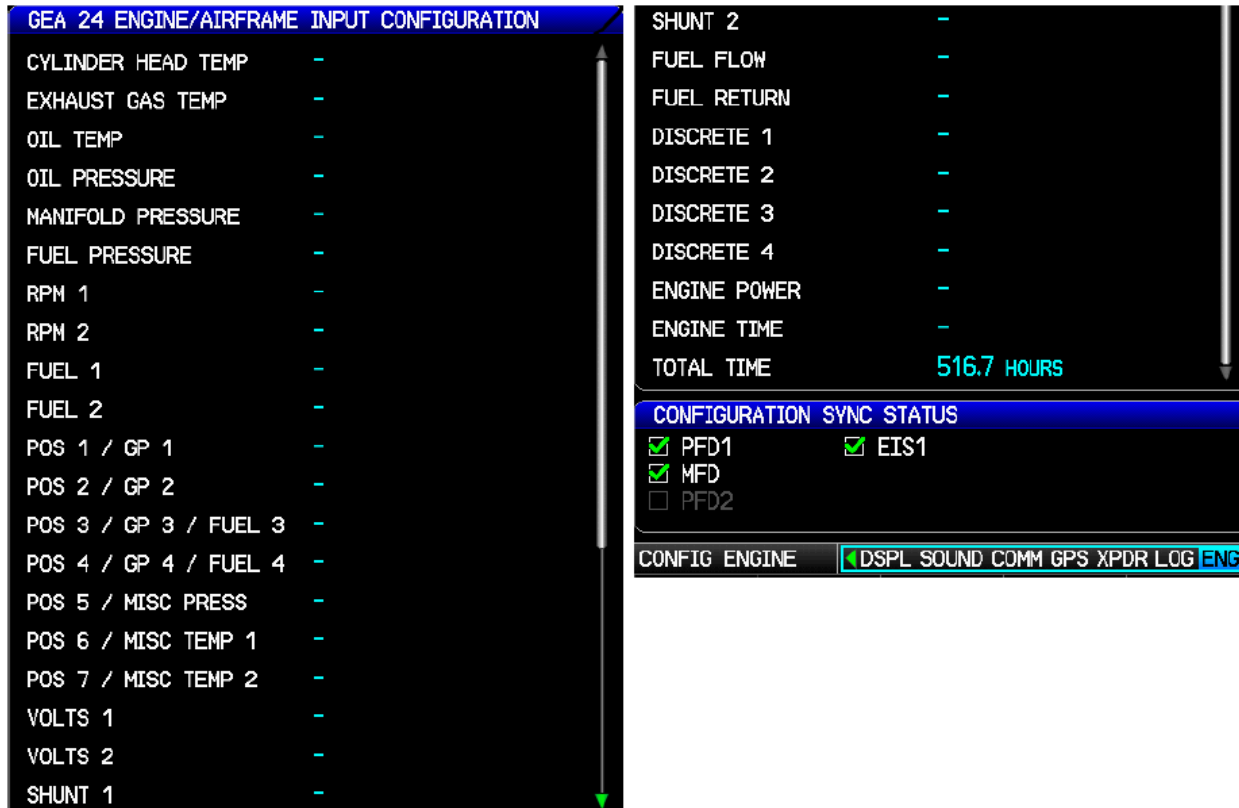 GEA 24 ENGINE/AIRFRAME INPUT CONFIGURATION
CYLINDER HEAD TEMP -
EXHAUST GAS TEMP -
OIL TEMP -
OIL PRESSURE -
MANIFOLD PRESSURE -
FUEL PRESSURE -
RPM 1 -
RPM 2 -
FUEL 1 -
FUEL 2 -
POS 1 / GP 1 -
POS 2 / GP 2 -
POS 3 / GP 3 / FUEL 3 -
POS 4 / GP 4 / FUEL 4 -
POS 5 / MISC PRESS -
POS 6 / MISC TEMP 1 -
POS 7 / MISC TEMP 2 -
VOLTS 1 -
VOLTS 2 -
SHUNT 1 -
SHUNT 2 -
FUEL FLOW -
FUEL RETURN -
DISCRETE 1 -
DISCRETE 2 -
DISCRETE 3 -
DISCRETE 4 -
ENGINE POWER -
ENGINE TIME -
TOTAL TIME 516.7 HOURS
CONFIGURATION SYNC STATUS
PFD1 EIS1
MFD
PFD2
CONFIG ENGINE DSPL SOUND COMM GPS XPDR LOG ENG